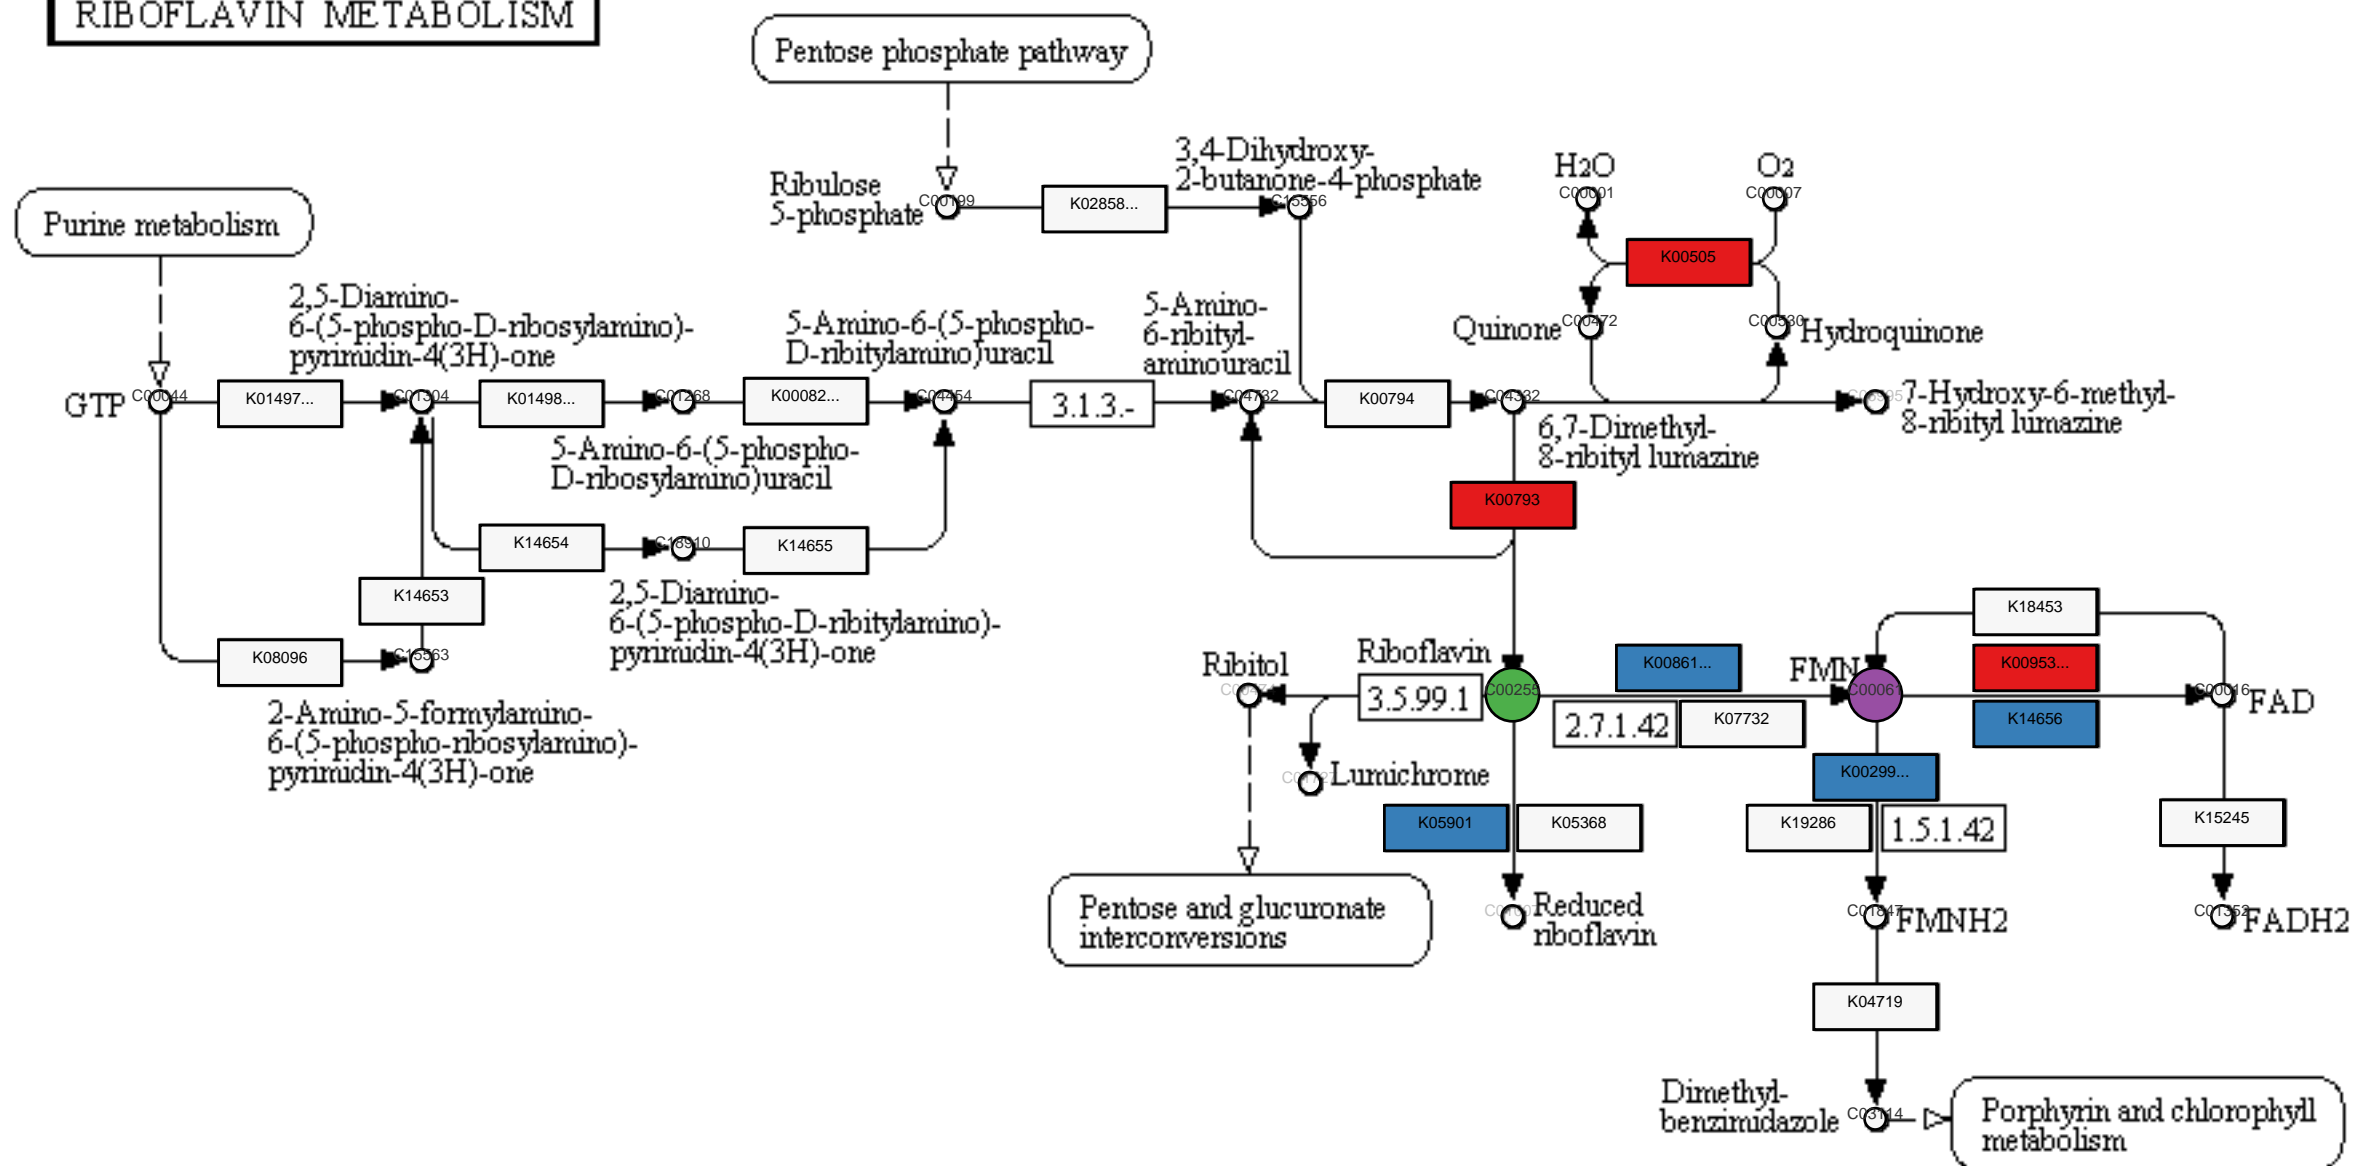 RIBOFLAVIN METABOLISM
Pentose phosphate pathway
Purine metabolism
Ribulose
5-phosphate
C00199
K02858...
3,4-Dihydroxy-
2-butanone-4-phosphate
C15556
H2O
C00001
O2
C00007
K00505
Quinone
C00472
C00530
Hydroquinone
2,5-Diamino-
6-(5-phospho-D-ribosylamino)-
pyrimidin-4(3H)-one
5-Amino-6-(5-phospho-
D-ribitylamino)uracil
5-Amino-
6-ribityl-
aminouracil
GTP
C00044
K01497...
C01304
K01498...
C01268
K00082...
C04454
3.1.3.-
C04732
K00794
C04332
7-Hydroxy-6-methyl-
8-ribityl lumazine
6,7-Dimethyl-
8-ribityl lumazine
5-Amino-6-(5-phospho-
D-ribosylamino)uracil
K00793
K14654
C18910
K14655
K14653
2,5-Diamino-
6-(5-phospho-D-ribitylamino)-
pyrimidin-4(3H)-one
K08096
C15563
2-Amino-5-formylamino-
6-(5-phospho-ribosylamino)-
pyrimidin-4(3H)-one
K18453
Ribitol
Riboflavin
K00861...
FMN
K00953...
3.5.99.1
C00255
C00061
C00016
FAD
2.7.1.42
K07732
K14656
Lumichrome
K00299...
K05901
K05368
K19286
1.5.1.42
K15245
Pentose and glucuronate
interconversions
Reduced
riboflavin
C01847
FMNH2
C01352
FADH2
K04719
Dimethyl-
benzimidazole
C03114
Porphyrin and chlorophyll
metabolism